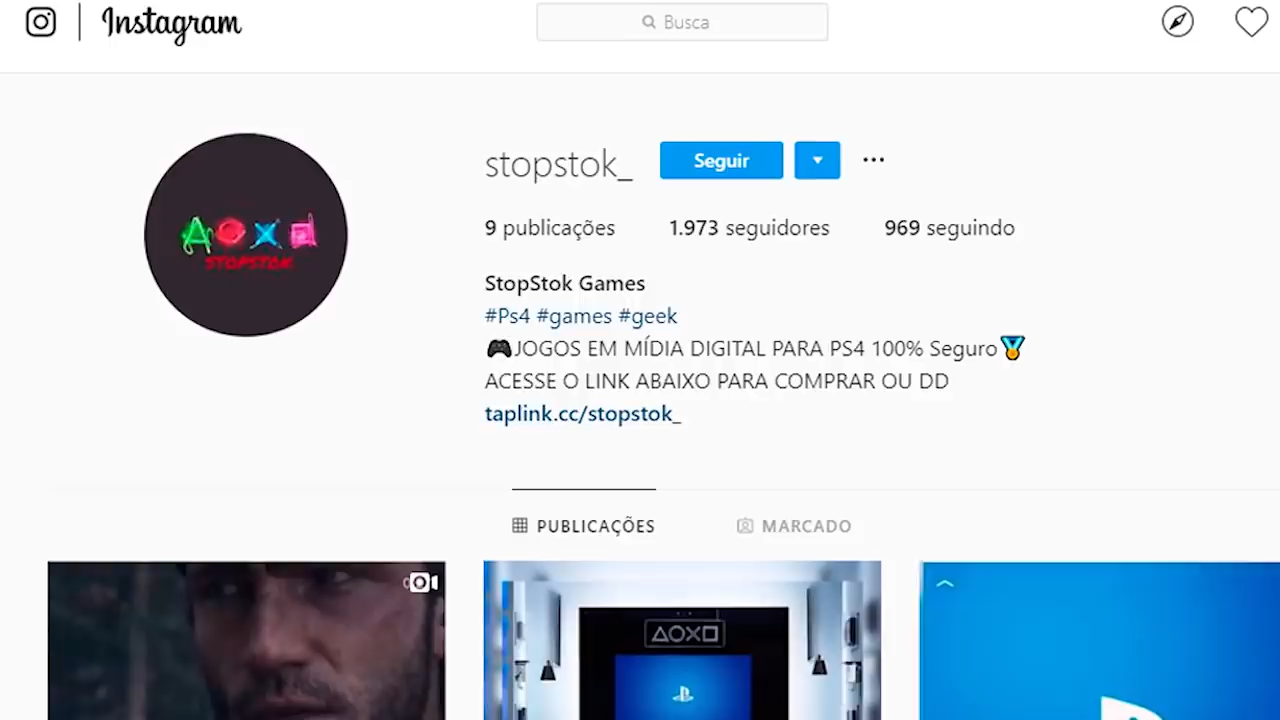 Instagram
Busca
stopstok_
Seguir
9 publicações 1.973 seguidores 969 seguindo
StopStok Games
#Ps4 #games #geek
🎮JOGOS EM MÍDIA DIGITAL PARA PS4 100% Seguro🏅
ACESSE O LINK ABAIXO PARA COMPRAR OU DD
taplink.cc/stopstok_
STOPSTOK
PUBLICAÇÕES MARCADO